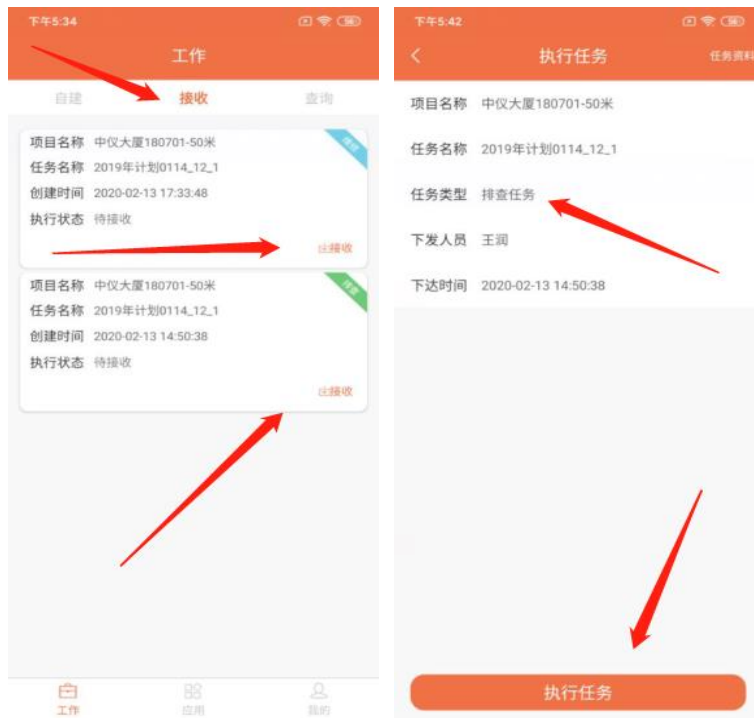 下午5:34
56
工作
自建
接收
查询
项目名称 中仪大厦180701-50米
维修
任务名称 2019年计划0114_12_1
创建时间 2020-02-13 17:33:48
执行状态 待接收
接收
项目名称 中仪大厦180701-50米
排查
任务名称 2019年计划0114_12_1
创建时间 2020-02-13 14:50:38
执行状态 待接收
接收
工作
应用
我的
下午5:42
56
执行任务
任务资料
项目名称 中仪大厦180701-50米
任务名称 2019年计划0114_12_1
任务类型 排查任务
下发人员 王润
下达时间 2020-02-13 14:50:38
执行任务